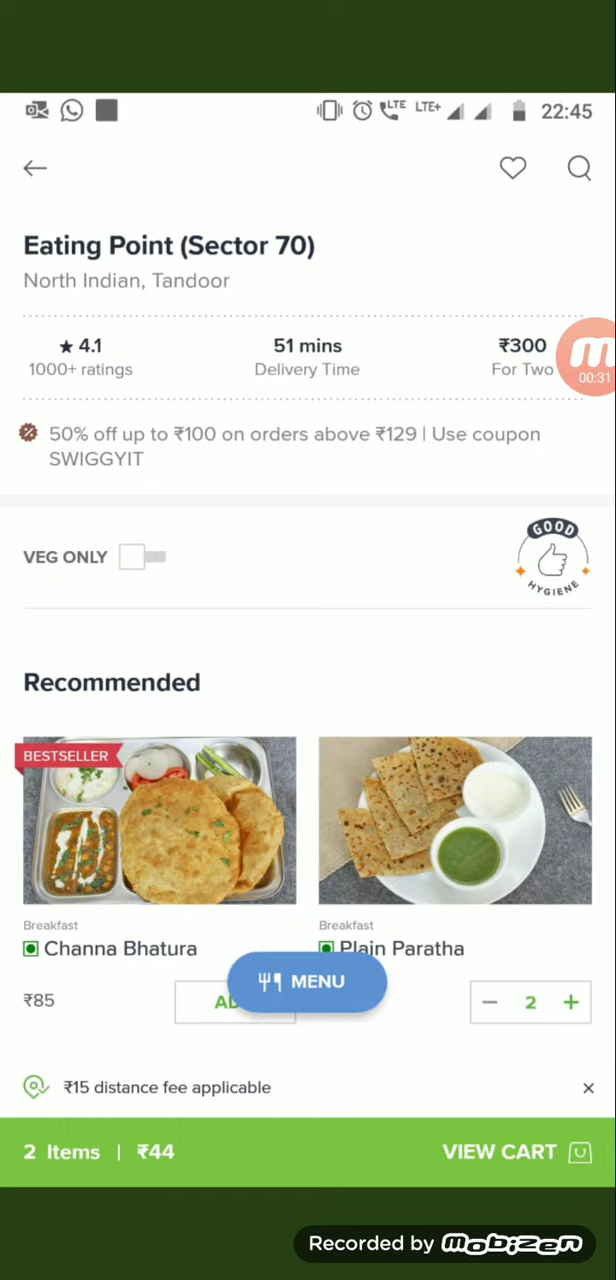 LTE LTE+ 22:45
Eating Point (Sector 70)
North Indian, Tandoor
★ 4.1 51 mins ₹300
1000+ ratings Delivery Time For Two
00:31
50% off up to ₹100 on orders above ₹129 | Use coupon
SWIGGYIT
VEG ONLY
GOOD
HYGIENE
Recommended
BESTSELLER
Breakfast Breakfast
Channa Bhatura Plain Paratha
MENU
₹85 2
₹15 distance fee applicable
2 Items | ₹44 VIEW CART
Recorded by Mobizen